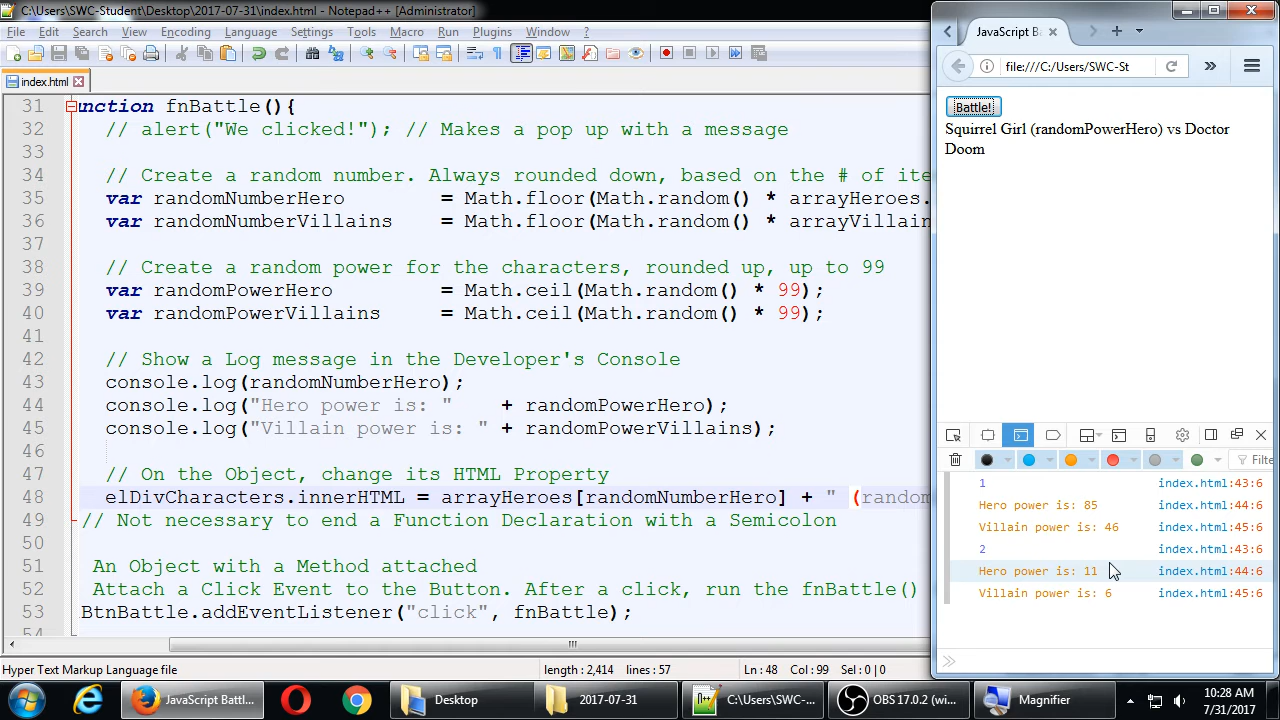 C:\Users\SWC-Student\Desktop\2017-07-31\index.html - Notepad++ [Administrator]
File Edit Search View Encoding Language Settings Tools Macro Run Plugins Window ?
index.html
31 nction fnBattle(){
32 // alert("We clicked!"); // Makes a pop up with a message
33
34 // Create a random number. Always rounded down, based on the # of ite
35 var randomNumberHero = Math.floor(Math.random() * arrayHeroes.
36 var randomNumberVillains = Math.floor(Math.random() * arrayVillain
37
38 // Create a random power for the characters, rounded up, up to 99
39 var randomPowerHero = Math.ceil(Math.random() * 99);
40 var randomPowerVillains = Math.ceil(Math.random() * 99);
41
42 // Show a Log message in the Developer's Console
43 console.log(randomNumberHero);
44 console.log("Hero power is: " + randomPowerHero);
45 console.log("Villain power is: " + randomPowerVillains);
46
47 // On the Object, change its HTML Property
48 elDivCharacters.innerHTML = arrayHeroes[randomNumberHero] + " (random
49 // Not necessary to end a Function Declaration with a Semicolon
50
51 An Object with a Method attached
52 Attach a Click Event to the Button. After a click, run the fnBattle()
53 BtnBattle.addEventListener("click", fnBattle);
54
Hyper Text Markup Language file length : 2,414 lines : 57 Ln : 48 Col : 99 Sel : 0 | 0
JavaScript Ba
file:///C:/Users/SWC-St
Battle!
Squirrel Girl (randomPowerHero) vs Doctor
Doom
Filte
1 index.html:43:6
Hero power is: 85 index.html:44:6
Villain power is: 46 index.html:45:6
2 index.html:43:6
Hero power is: 11 index.html:44:6
Villain power is: 6 index.html:45:6
JavaScript Battl...
Desktop
2017-07-31
C:\Users\SWC-...
OBS 17.0.2 (wi...
Magnifier
10:28 AM
7/31/2017